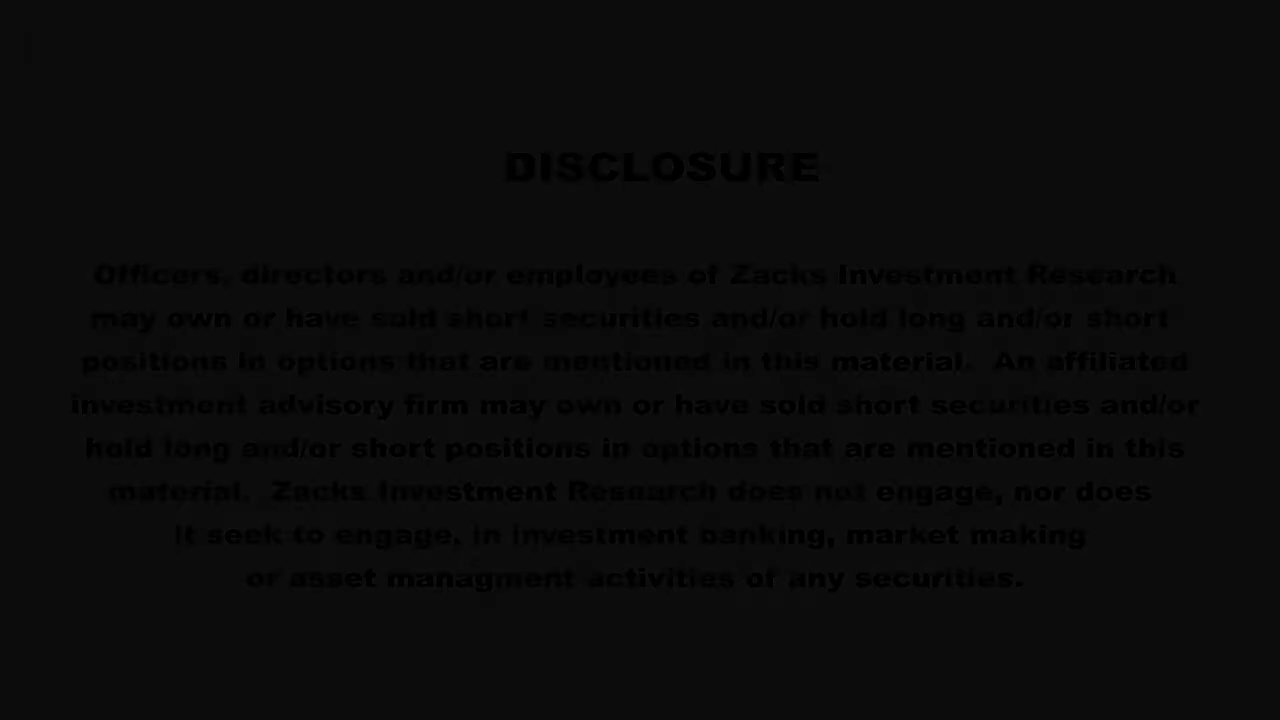 DISCLOSURE
Officers, directors and/or employees of Zacks Investment Research
may own or have sold short securities and/or hold long and/or short
positions in options that are mentioned in this material.  An affiliated
investment advisory firm may own or have sold short securities and/or
hold long and/or short positions in options that are mentioned in this
material.  Zacks Investment Research does not engage, nor does
it seek to engage, in investment banking, market making
or asset managment activities of any securities.